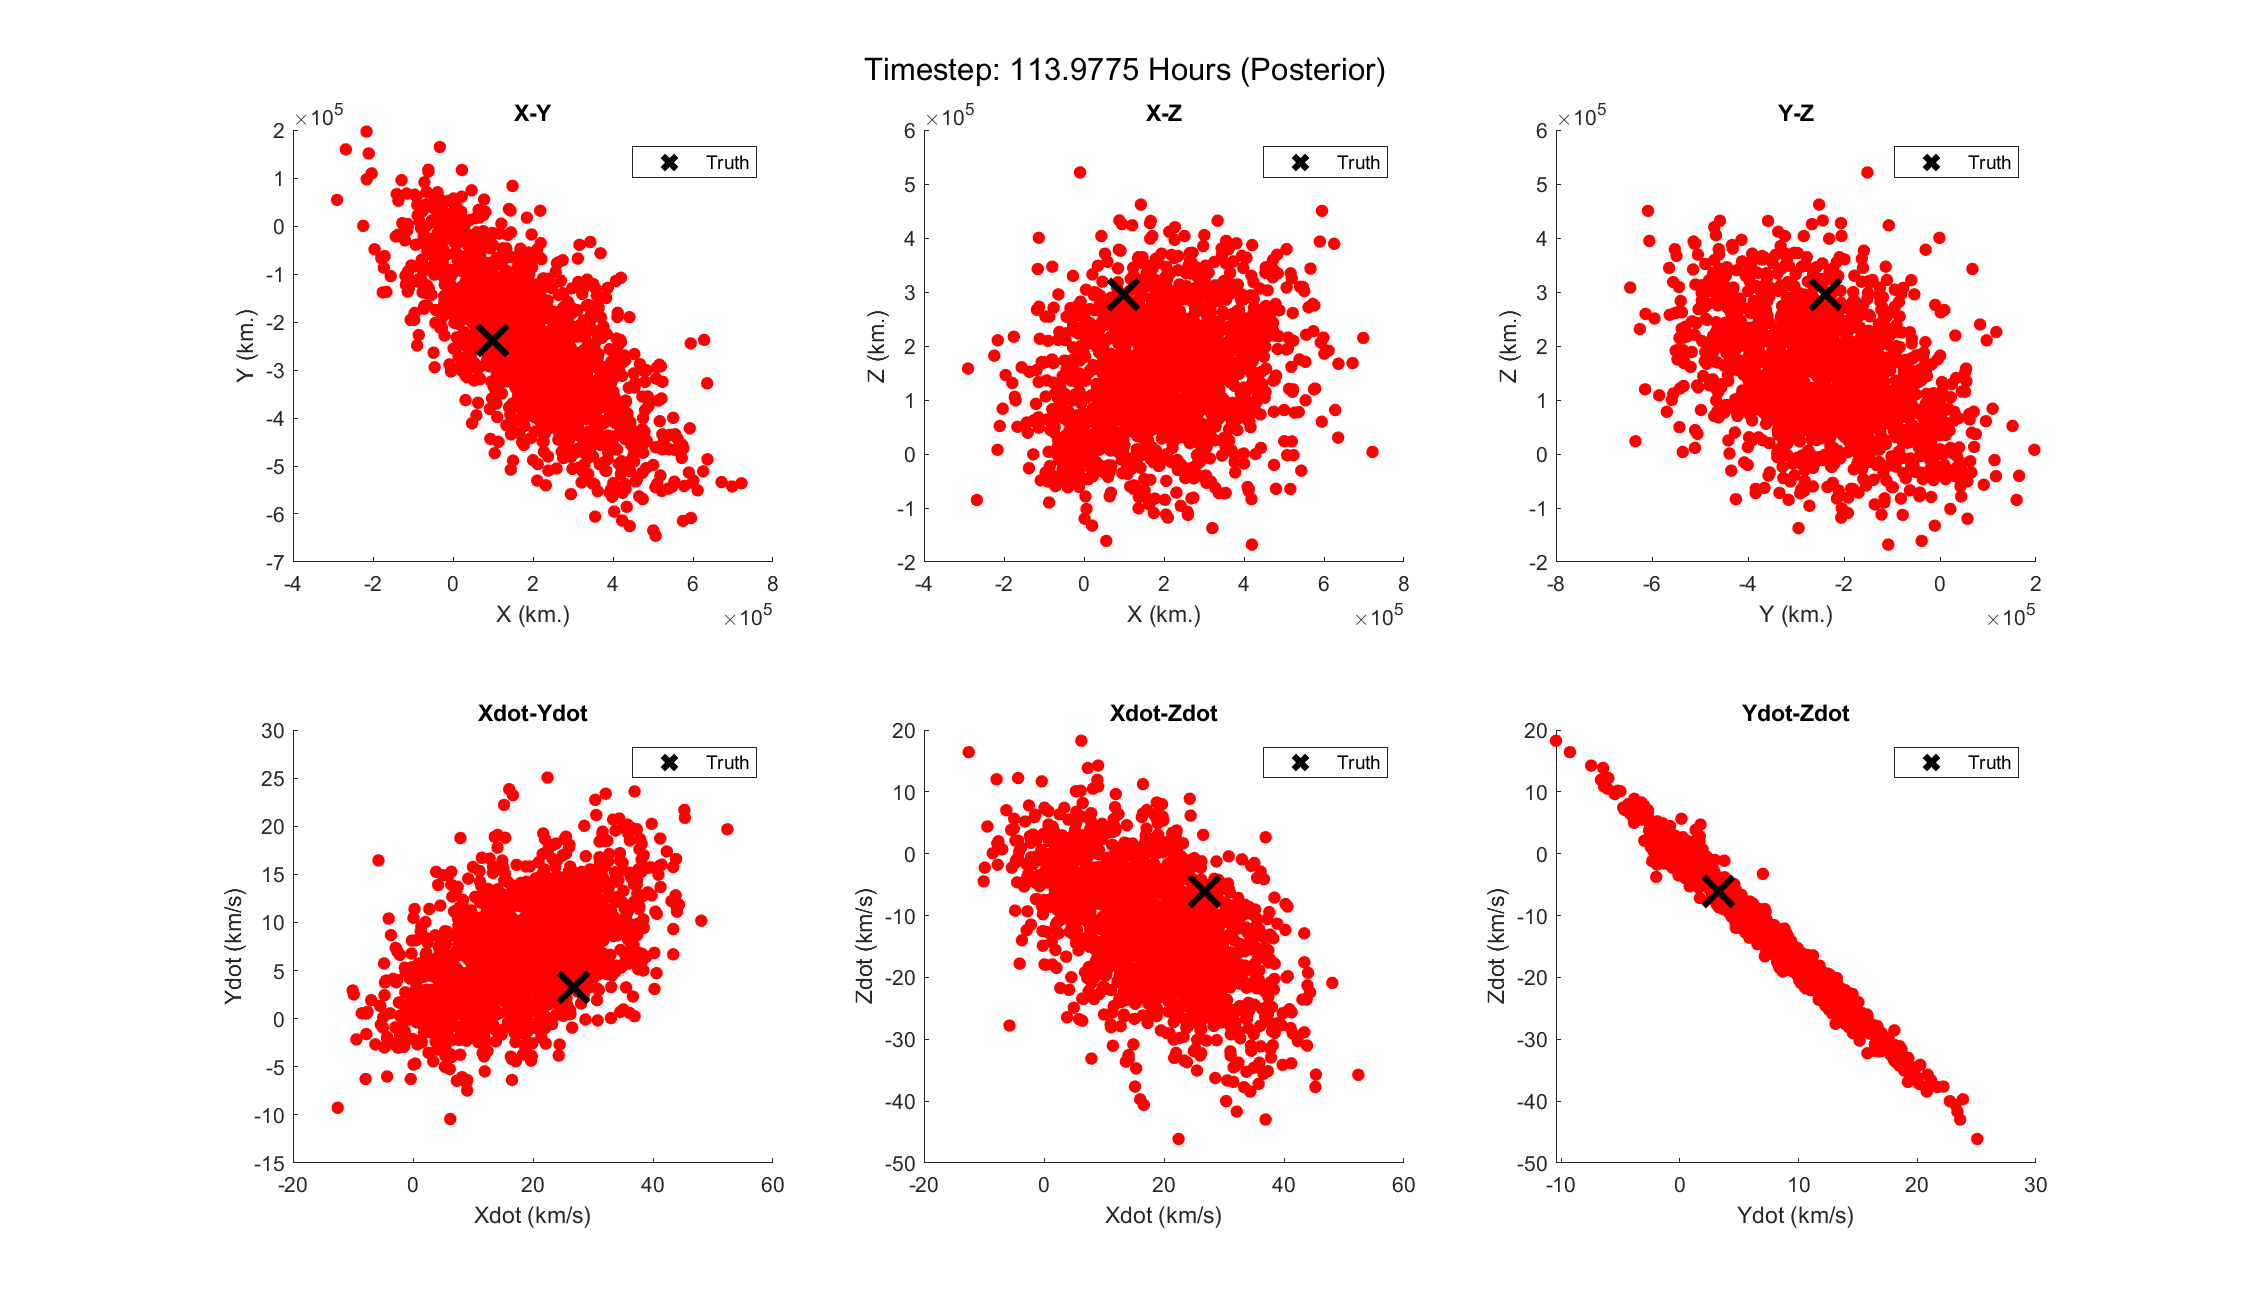 Timestep: 113.9775 Hours (Posterior)
X-Y
×10^5
Truth
2
1
0
-1
-2
-3
-4
-5
-6
-7
Y (km.)
-4 -2 0 2 4 6 8
X (km.)
×10^5
X-Z
×10^5
Truth
6
5
4
3
2
1
0
-1
-2
Z (km.)
-4 -2 0 2 4 6 8
X (km.)
×10^5
Y-Z
×10^5
Truth
6
5
4
3
2
1
0
-1
-2
Z (km.)
-8 -6 -4 -2 0 2
Y (km.)
×10^5
Xdot-Ydot
Truth
30
25
20
15
10
5
0
-5
-10
-15
Ydot (km/s)
-20 0 20 40 60
Xdot (km/s)
Xdot-Zdot
Truth
20
10
0
-10
-20
-30
-40
-50
Zdot (km/s)
-20 0 20 40 60
Xdot (km/s)
Ydot-Zdot
Truth
20
10
0
-10
-20
-30
-40
-50
Zdot (km/s)
-10 0 10 20 30
Ydot (km/s)